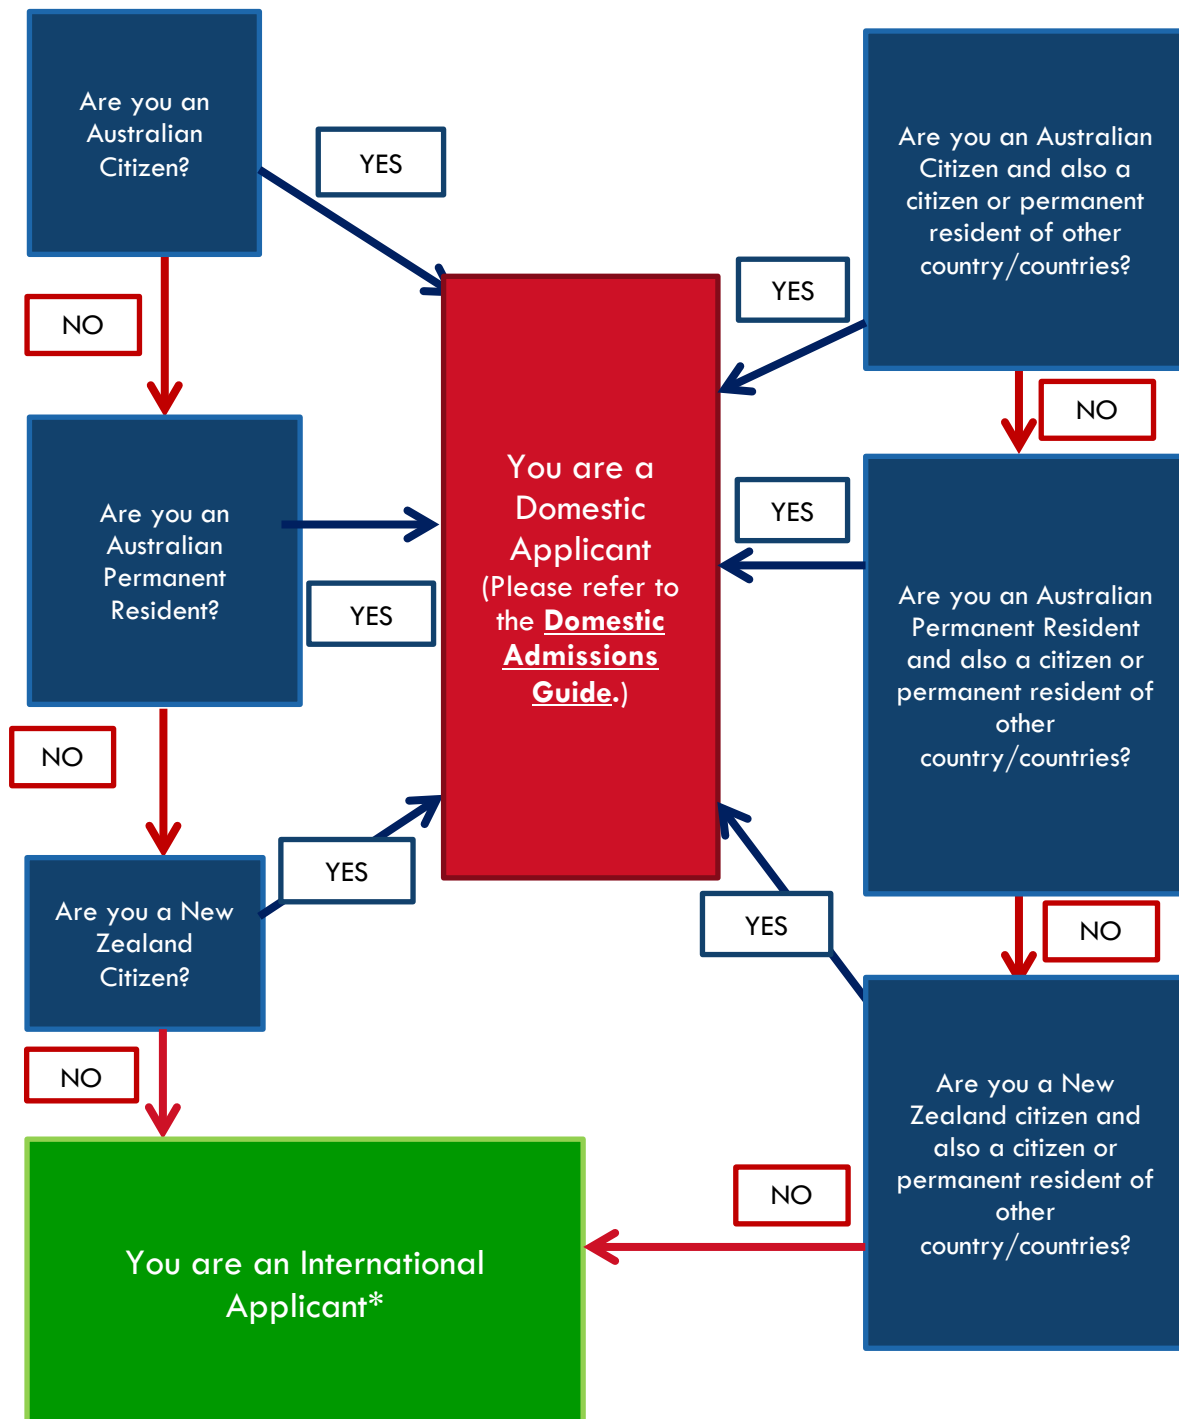 Are you an
Australian
Citizen?
YES
NO
Are you an
Australian
Permanent
Resident?
YES
NO
Are you a New
Zealand
Citizen?
YES
NO
You are an International
Applicant*
You are a
Domestic
Applicant
(Please refer to
the Domestic
Admissions
Guide.)
Are you an Australian
Citizen and also a
citizen or permanent
resident of other
country/countries?
YES
NO
Are you an Australian
Permanent Resident
and also a citizen or
permanent resident of
other
country/countries?
YES
NO
Are you a New
Zealand citizen and
also a citizen or
permanent resident of
other
country/countries?
YES
NO